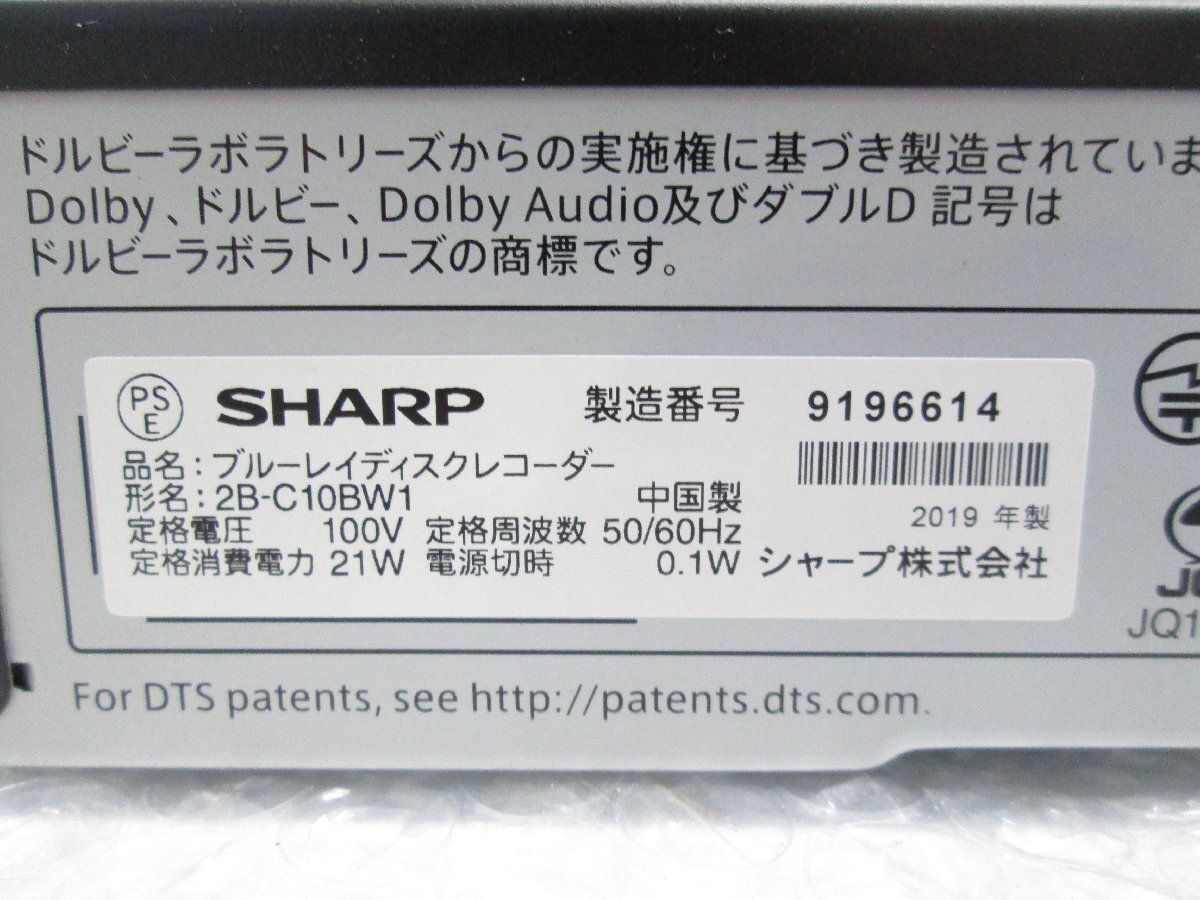 ドルビーラボラトリーズからの実施権に基づき製造されていま
Dolby、ドルビー、Dolby Audio及びダブルD 記号は
ドルビーラボラトリーズの商標です。
PS
E
SHARP 製造番号 9196614
品名：ブルーレイディスクレコーダー
形名：2B-C10BW1 中国製
2019 年製
定格電圧 100V 定格周波数 50/60Hz
定格消費電力 21W 電源切時 0.1W シャープ株式会社
JQ1
For DTS patents, see http://patents.dts.com.